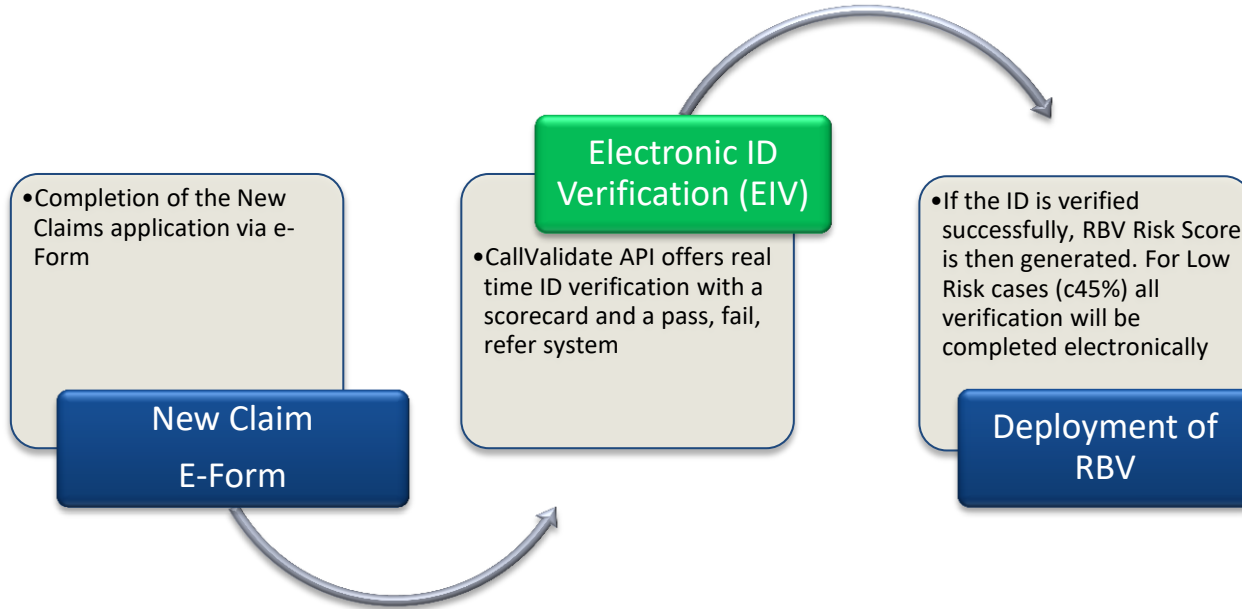 •Completion of the New
Claims application via e-
Form
New Claim
E-Form
Electronic ID
Verification (EIV)
•CallValidate API offers real
time ID verification with a
scorecard and a pass, fail,
refer system
•If the ID is verified
successfully, RBV Risk Score
is then generated. For Low
Risk cases (c45%) all
verification will be
completed electronically
Deployment of
RBV